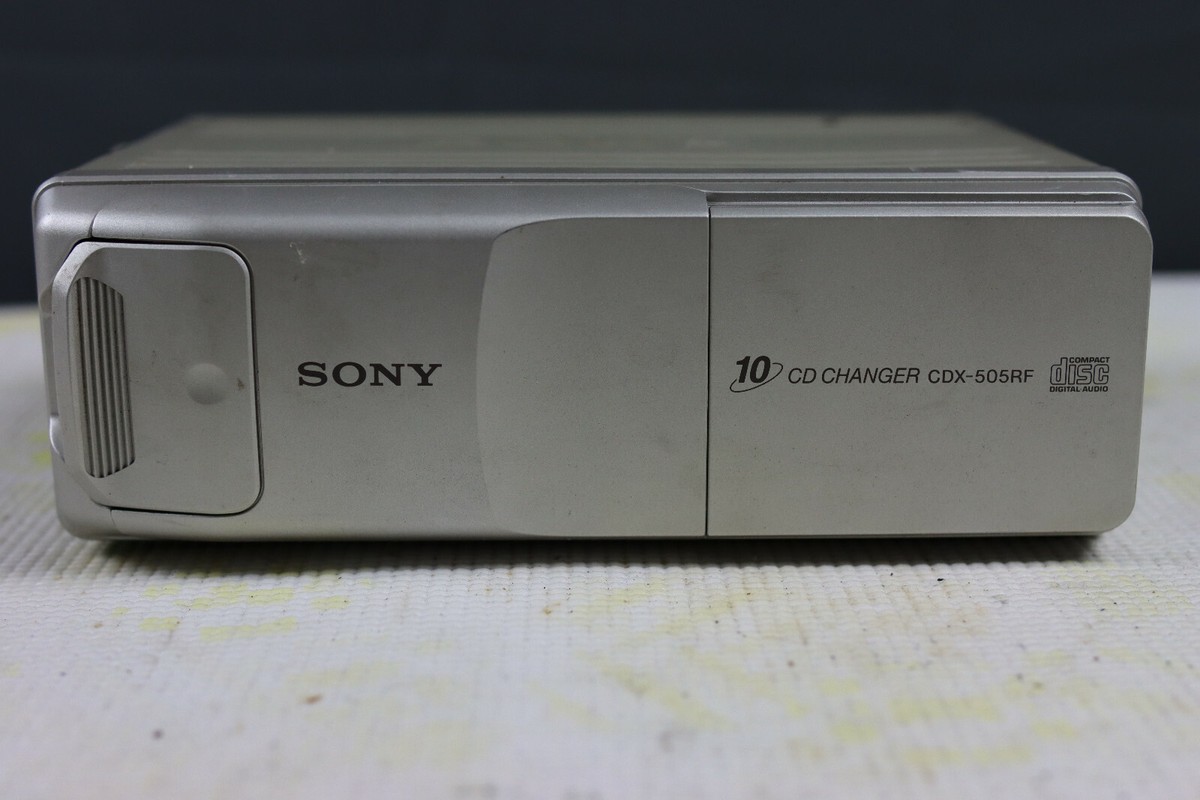 SONY
10 CD CHANGER CDX-505RF
COMPACT
disc
DIGITAL AUDIO